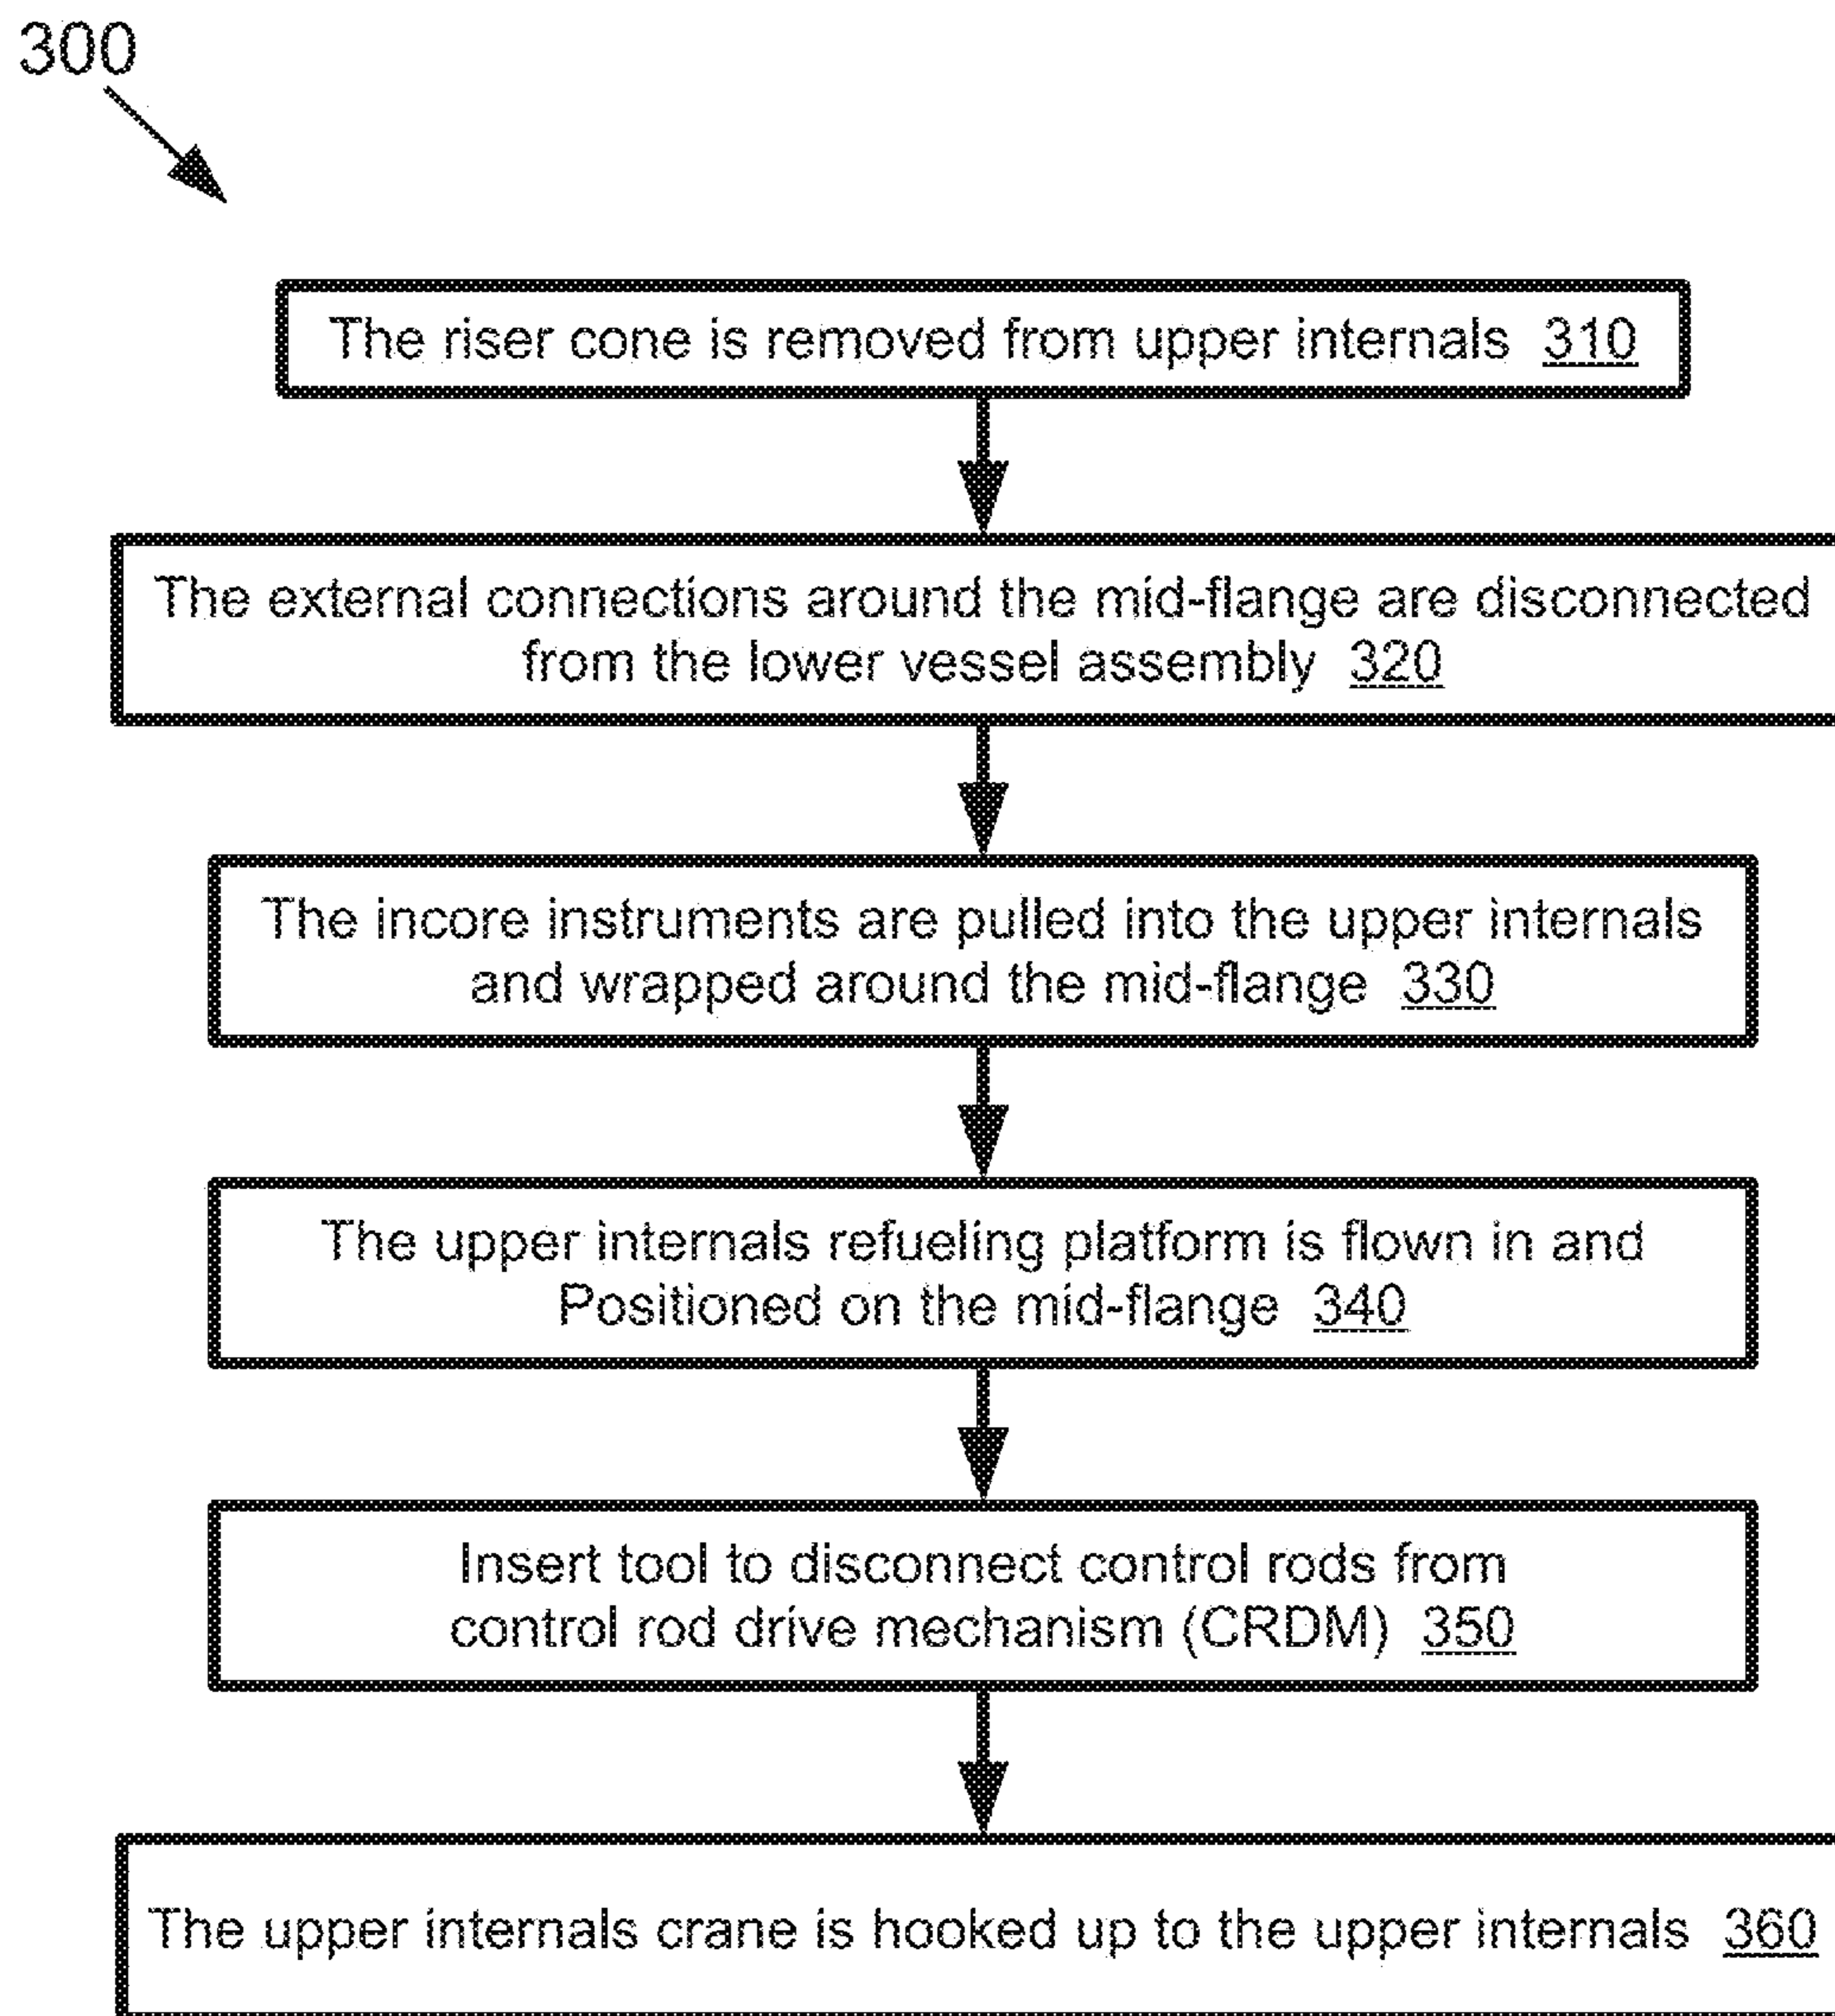 300
The riser cone is removed from upper internals 310
The external connections around the mid-flange are disconnected
from the lower vessel assembly 320
The incore instruments are pulled into the upper internals
and wrapped around the mid-flange 330
The upper internals refueling platform is flown in and
Positioned on the mid-flange 340
Insert tool to disconnect control rods from
control rod drive mechanism (CRDM) 350
The upper internals crane is hooked up to the upper internals 360